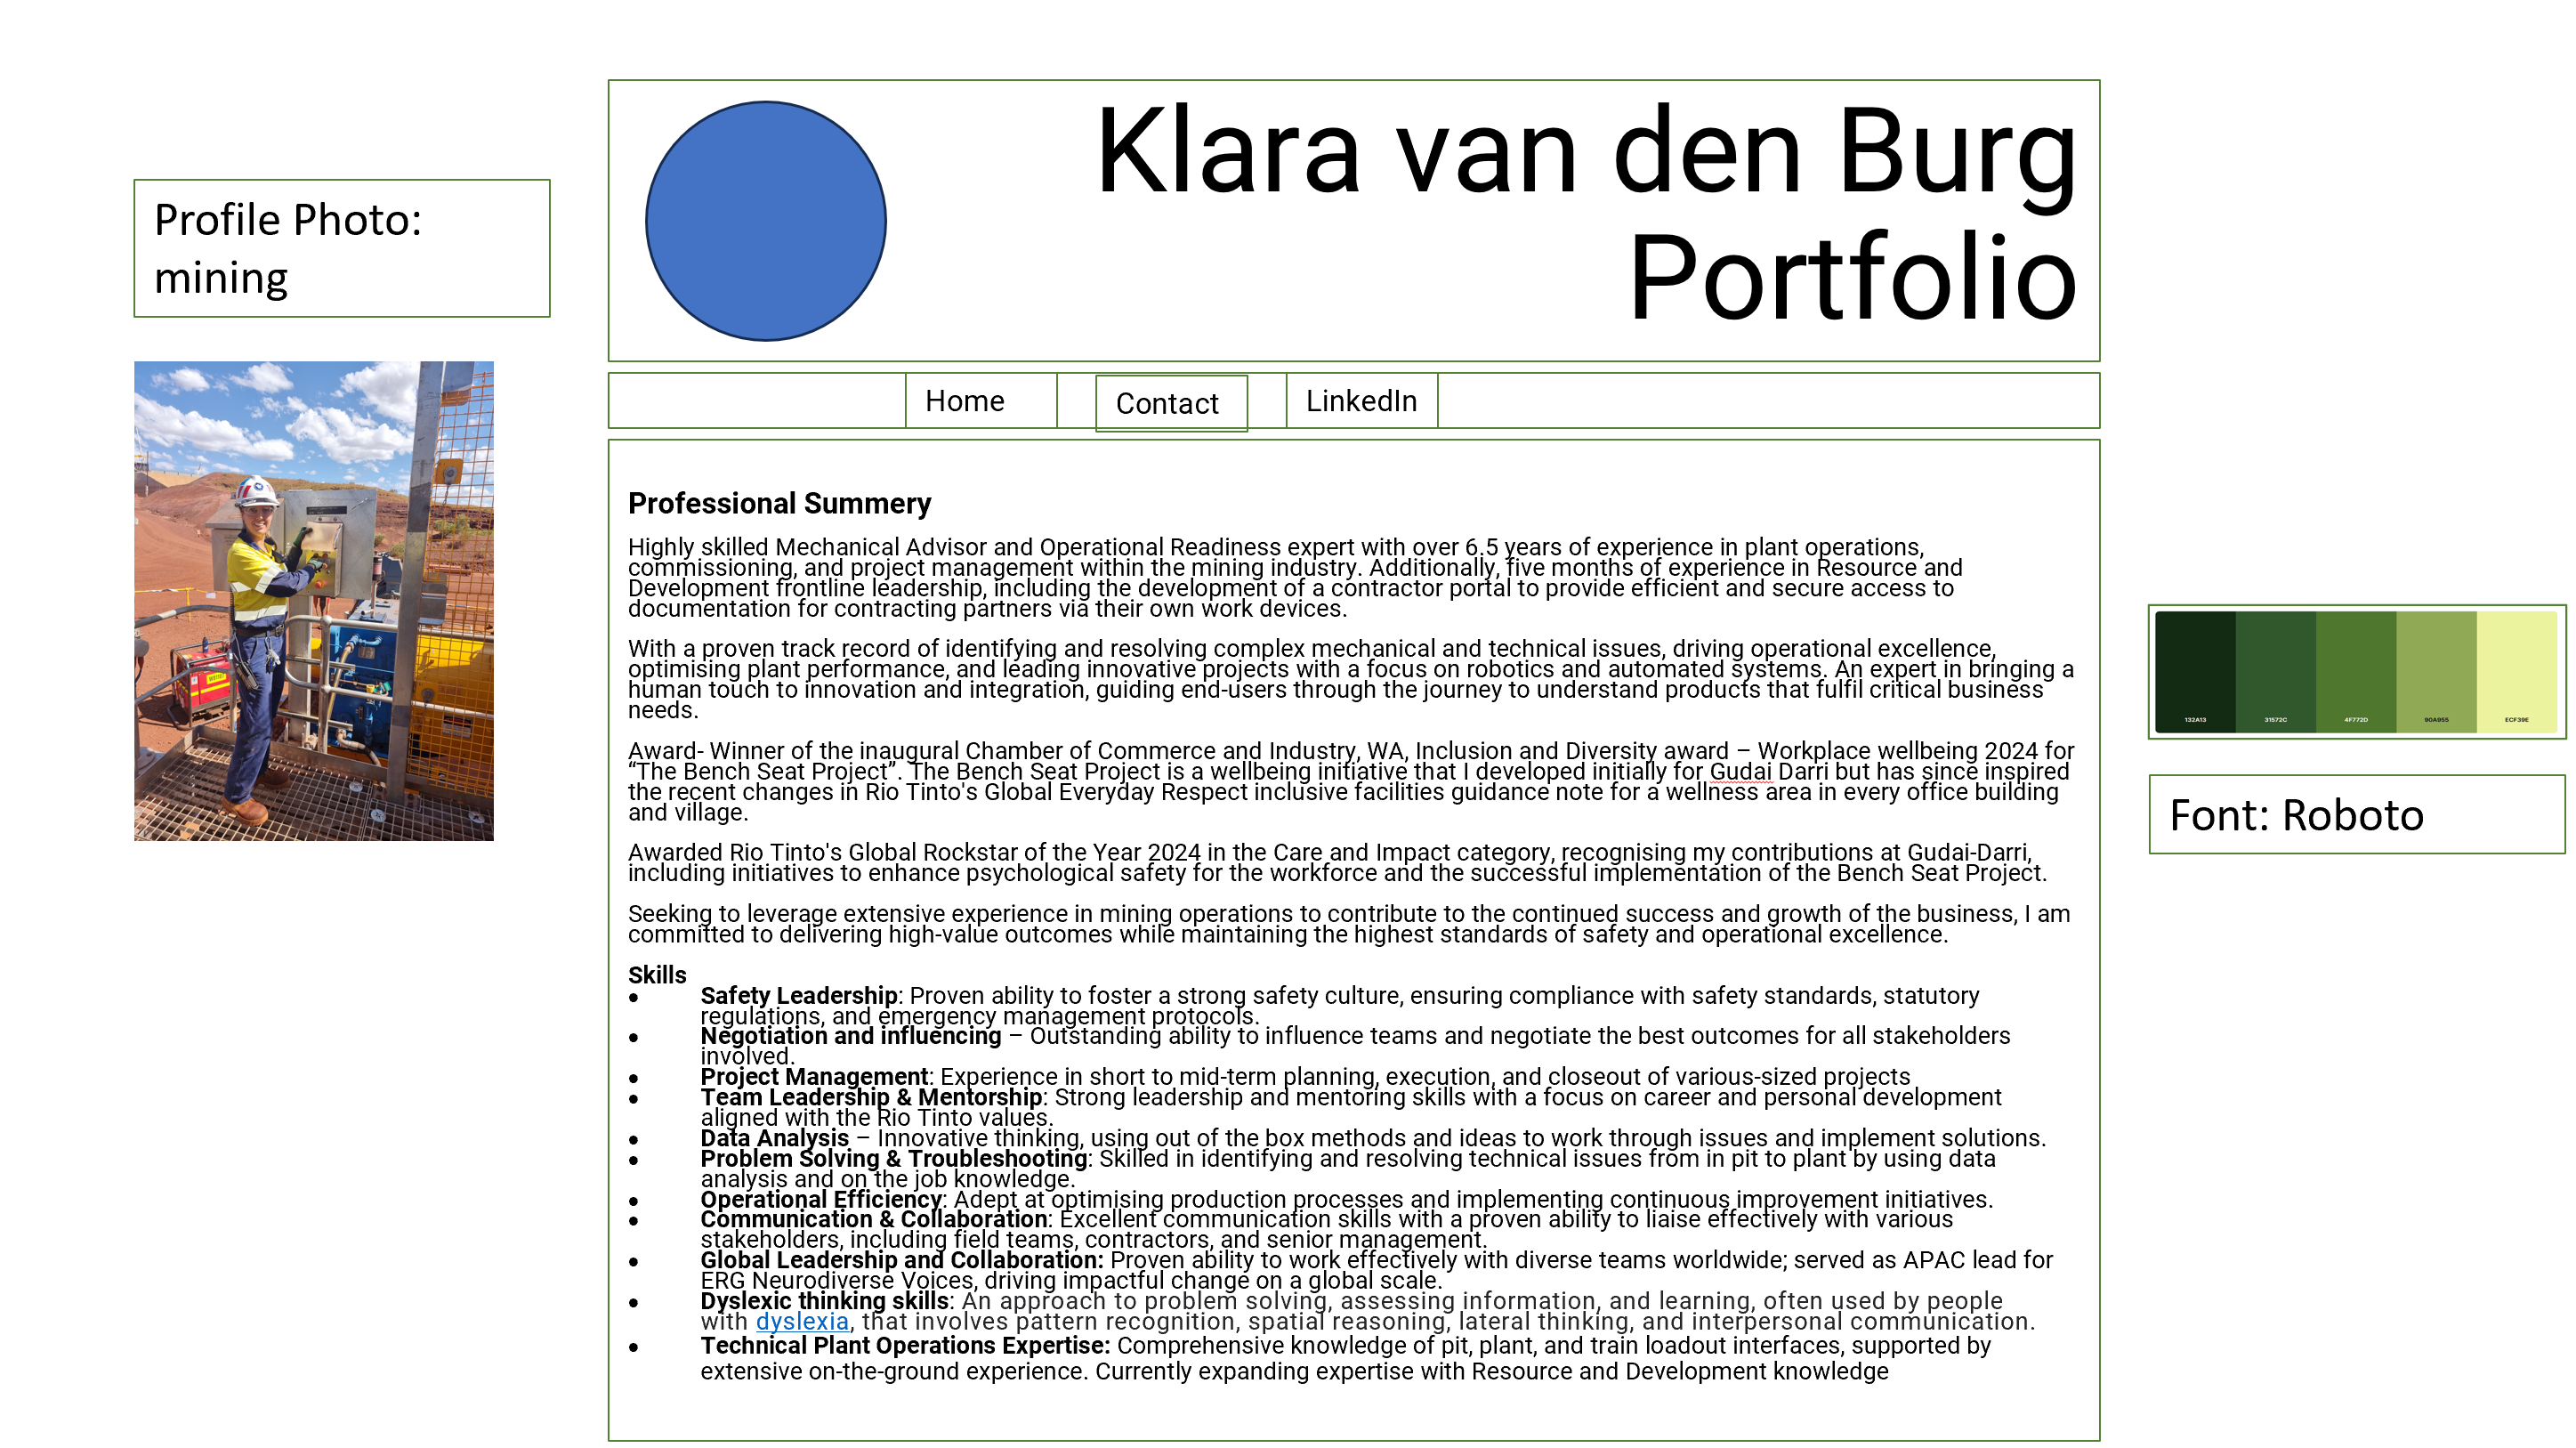 Klara van den Burg
Portfolio
Profile Photo:
mining
Home
Contact
LinkedIn
Professional Summery
Highly skilled Mechanical Advisor and Operational Readiness expert with over 6.5 years of experience in plant operations,
commissioning, and project management within the mining industry. Additionally, five months of experience in Resource and
Development frontline leadership, including the development of a contractor portal to provide efficient and secure access to
documentation for contracting partners via their own work devices.
With a proven track record of identifying and resolving complex mechanical and technical issues, driving operational excellence,
optimising plant performance, and leading innovative projects with a focus on robotics and automated systems. An expert in bringing a
human touch to innovation and integration, guiding end-users through the journey to understand products that fulfil critical business
needs.
Award- Winner of the inaugural Chamber of Commerce and Industry, WA, Inclusion and Diversity award – Workplace wellbeing 2024 for
“The Bench Seat Project”. The Bench Seat Project is a wellbeing initiative that I developed initially for Gudai Darri but has since inspired
the recent changes in Rio Tinto's Global Everyday Respect inclusive facilities guidance note for a wellness area in every office building
and village.
Awarded Rio Tinto's Global Rockstar of the Year 2024 in the Care and Impact category, recognising my contributions at Gudai-Darri,
including initiatives to enhance psychological safety for the workforce and the successful implementation of the Bench Seat Project.
Seeking to leverage extensive experience in mining operations to contribute to the continued success and growth of the business, I am
committed to delivering high-value outcomes while maintaining the highest standards of safety and operational excellence.
Skills
• Safety Leadership: Proven ability to foster a strong safety culture, ensuring compliance with safety standards, statutory
regulations, and emergency management protocols.
• Negotiation and influencing – Outstanding ability to influence teams and negotiate the best outcomes for all stakeholders
involved.
• Project Management: Experience in short to mid-term planning, execution, and closeout of various-sized projects
• Team Leadership & Mentorship: Strong leadership and mentoring skills with a focus on career and personal development
aligned with the Rio Tinto values.
• Data Analysis – Innovative thinking, using out of the box methods and ideas to work through issues and implement solutions.
• Problem Solving & Troubleshooting: Skilled in identifying and resolving technical issues from in pit to plant by using data
analysis and on the job knowledge.
• Operational Efficiency: Adept at optimising production processes and implementing continuous improvement initiatives.
• Communication & Collaboration: Excellent communication skills with a proven ability to liaise effectively with various
stakeholders, including field teams, contractors, and senior management.
• Global Leadership and Collaboration: Proven ability to work effectively with diverse teams worldwide; served as APAC lead for
ERG Neurodiverse Voices, driving impactful change on a global scale.
• Dyslexic thinking skills: An approach to problem solving, assessing information, and learning, often used by people
with dyslexia, that involves pattern recognition, spatial reasoning, lateral thinking, and interpersonal communication.
• Technical Plant Operations Expertise: Comprehensive knowledge of pit, plant, and train loadout interfaces, supported by
extensive on-the-ground experience. Currently expanding expertise with Resource and Development knowledge
132A13 31572C 4F772D 90A955 ECF39E
Font: Roboto